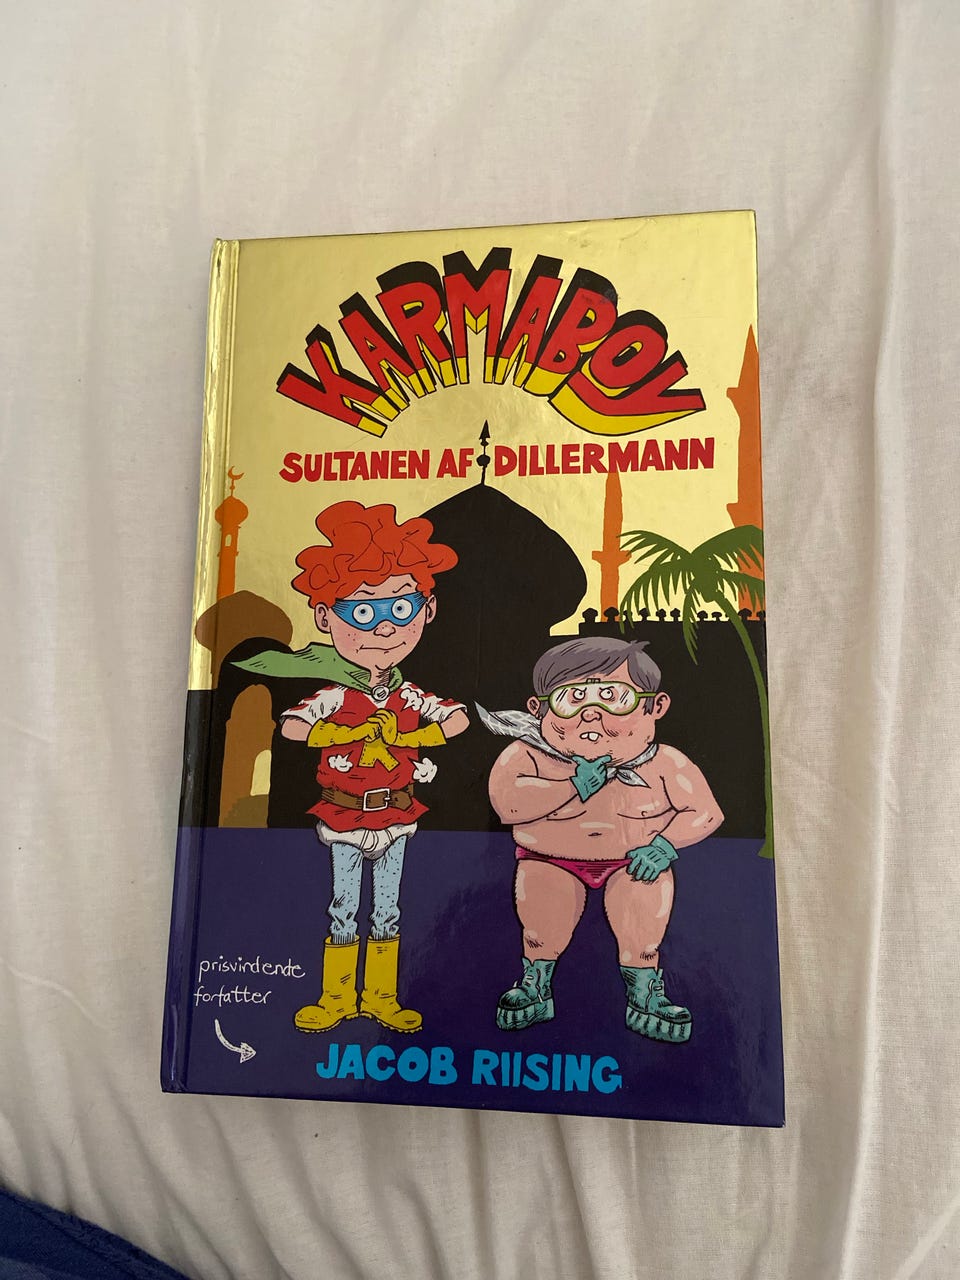 KARMABOY
SULTANEN AF DILLERMANN
prisvindende
forfatter
JACOB RIISING